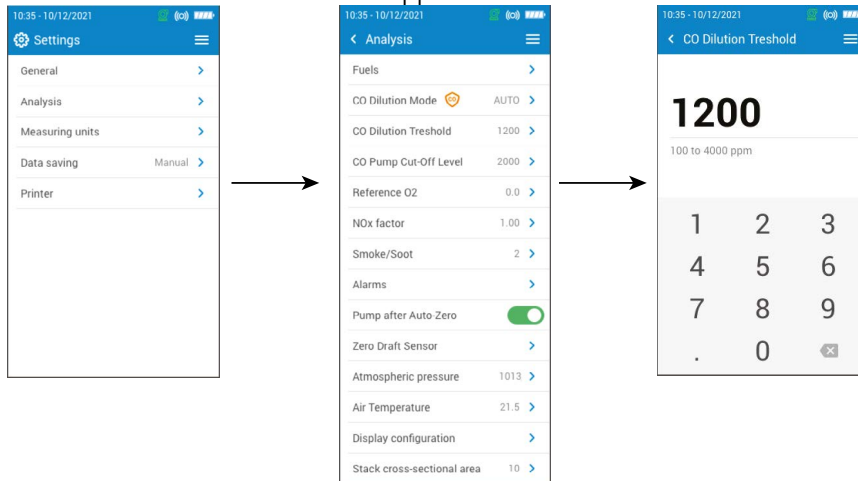 10:35 - 10/12/2021
Settings
General
Analysis
Measuring units
Data saving Manual
Printer
10:35 - 10/12/2021
Analysis
Fuels
CO Dilution Mode CO AUTO
CO Dilution Treshold 1200
CO Pump Cut-Off Level 2000
Reference O2 0.0
NOx factor 1.00
Smoke/Soot 2
Alarms
Pump after Auto Zero
Zero Draft Sensor
Atmospheric pressure 1013
Air Temperature 21.5
Display configuration
Stack cross-sectional area 10
10:35 - 10/12/2021
CO Dilution Treshold
1200
100 to 4000 ppm
1 2 3
4 5 6
7 8 9
. 0